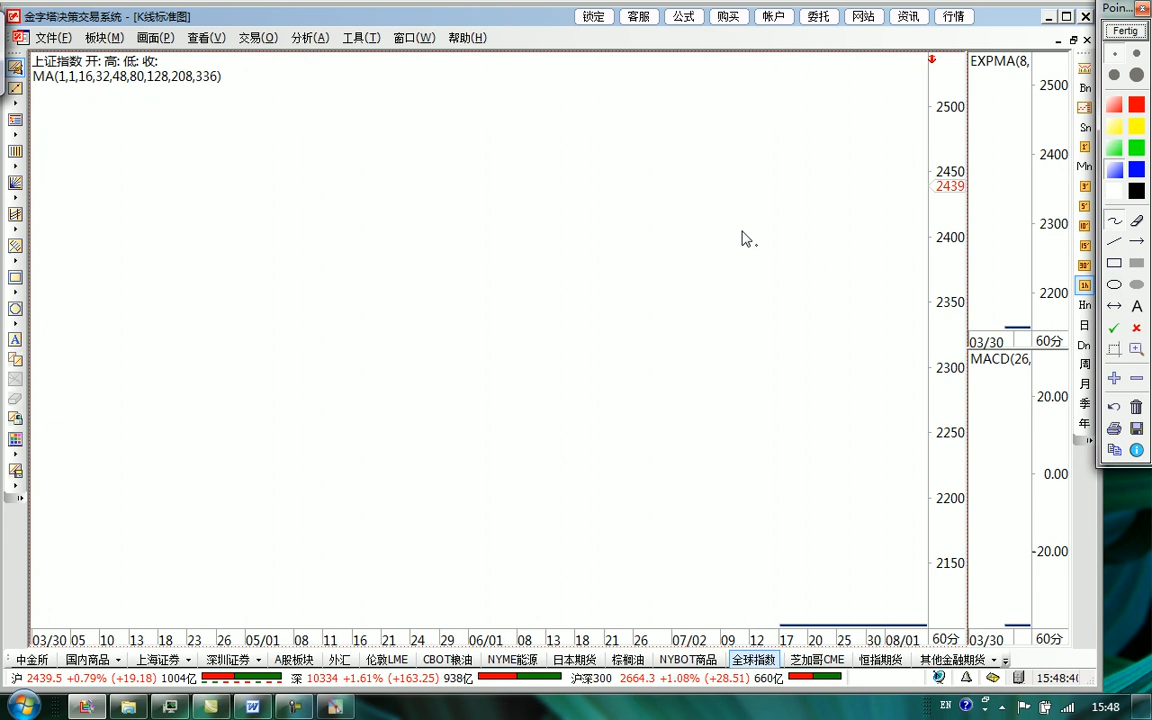 金字塔决策交易系统 - [K线标准图]
锁定 客服 公式 购买 帐户 委托 网站 资讯 行情
Poin...
文件(F) 板块(M) 画面(P) 查看(V) 交易(O) 分析(A) 工具(T) 窗口(W) 帮助(H)
Fertig
上证指数 开: 高: 低: 收:
MA(1,1,16,32,48,80,128,208,336)
2500
2450
2439
2400
2350
2300
2250
2200
2150
EXPMA(8,
2500
2400
2300
2200
03/30 60分
MACD(26,
20.00
0.00
-20.00
Bn
Sn
Mn
Hn
日
Dn
周
月
季
年
03/30 05 10 13 18 23 26 05/01 08 11 16 21 24 29 06/01 08 13 18 21 26 07/02 09 12 17 20 25 30 08/01 60分 03/30 60分
中金所 国内商品 上海证券 深圳证券 A股板块 外汇 伦敦LME CBOT粮油 NYME能源 日本期货 棕榈油 NYBOT商品 全球指数 芝加哥CME 恒指期货 其他金融期货
沪 2439.5 +0.79% (+19.18) 1004亿 深 10334 +1.61% (+163.25) 938亿 沪深300 2664.3 +1.08% (+28.51) 660亿
EN 15:48